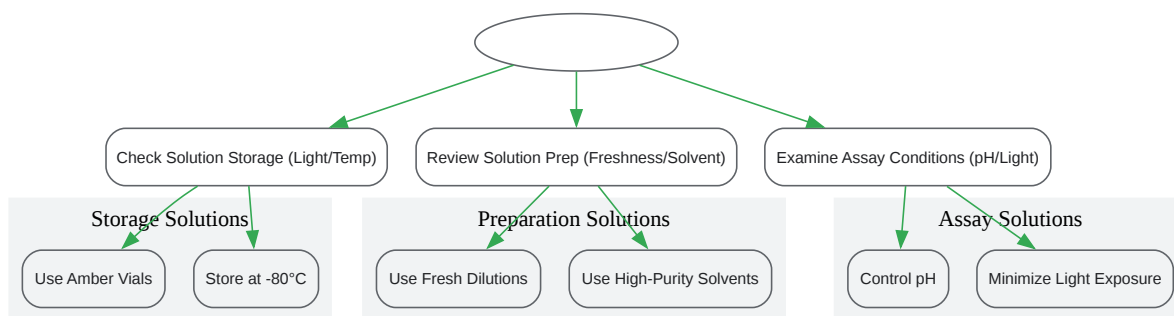 Check Solution Storage (Light/Temp)
Review Solution Prep (Freshness/Solvent)
Examine Assay Conditions (pH/Light)
Storage Solutions
Preparation Solutions
Assay Solutions
Use Amber Vials
Store at -80°C
Use Fresh Dilutions
Use High-Purity Solvents
Control pH
Minimize Light Exposure